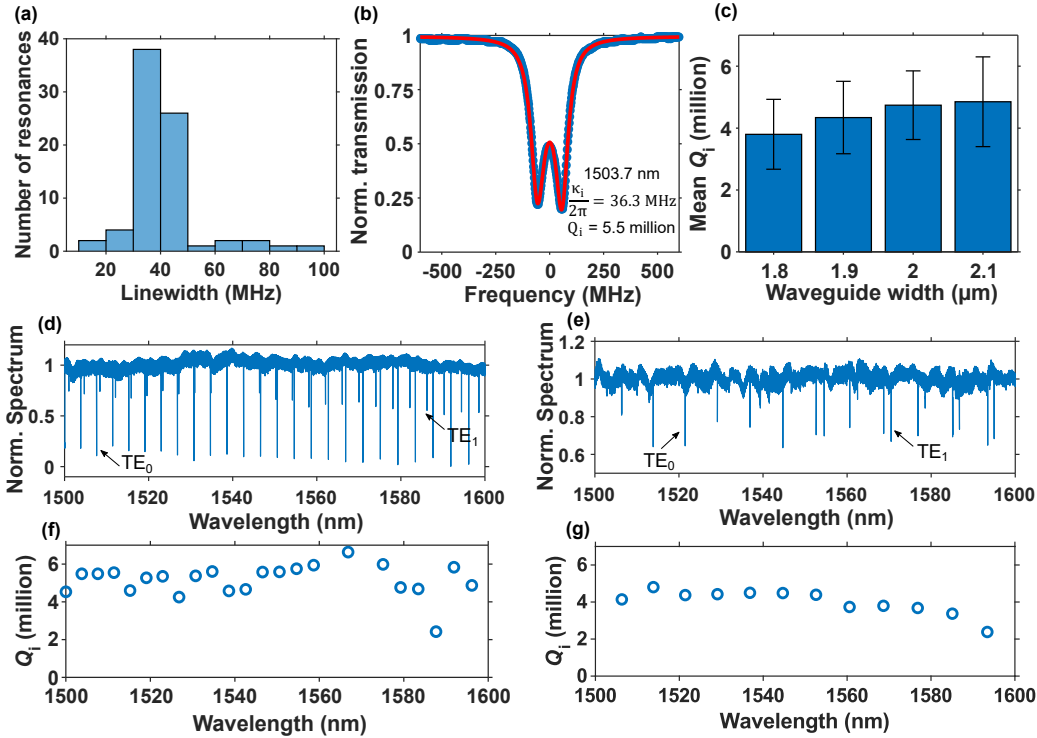 (a)
Number of resonances
40
30
20
10
0
20 40 60 80 100
Linewidth (MHz)
(b)
Norm. transmission
1
0.75
0.5
0.25
0
1503.7 nm
κi/2π = 36.3 MHz
Qi = 5.5 million
-500 -250 0 250 500
Frequency (MHz)
(c)
Mean Qi (million)
6
4
2
0
1.8 1.9 2 2.1
Waveguide width (µm)
(d)
Norm. Spectrum
1
0.5
0
TE0
TE1
1500 1520 1540 1560 1580 1600
Wavelength (nm)
(e)
Norm. Spectrum
1.2
1.0
0.8
0.6
TE0
TE1
1500 1520 1540 1560 1580 1600
Wavelength (nm)
(f)
Qi (million)
6
4
2
0
1500 1520 1540 1560 1580 1600
Wavelength (nm)
(g)
Qi (million)
6
4
2
0
1500 1520 1540 1560 1580 1600
Wavelength (nm)